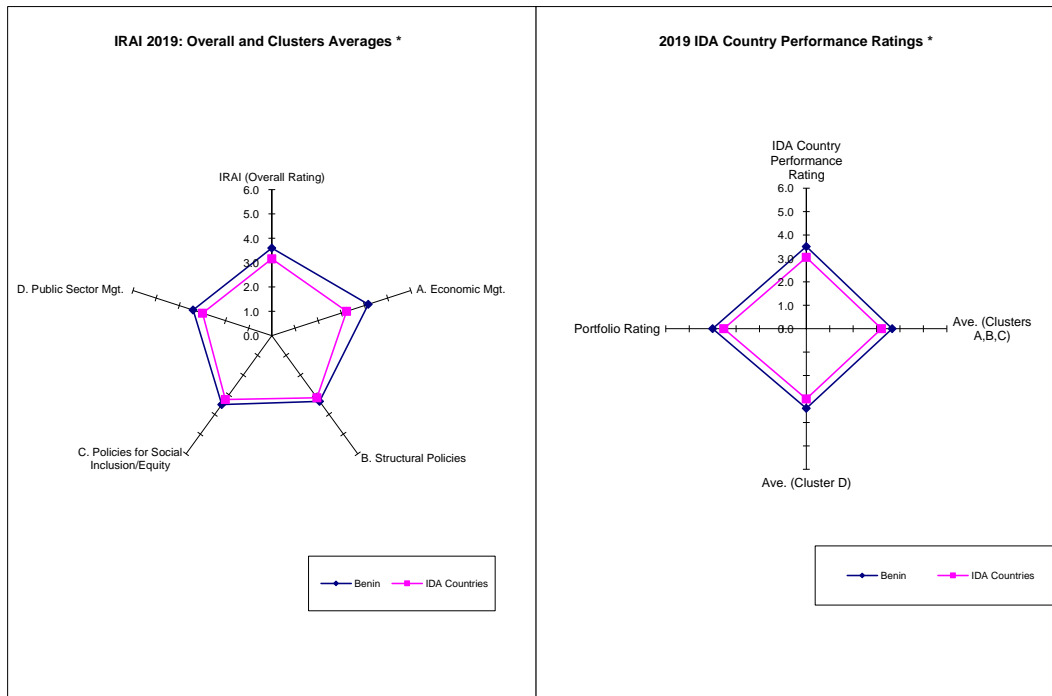 IRAI 2019: Overall and Clusters Averages *
IRAI (Overall Rating)
6.0
5.0
4.0
3.0
2.0
1.0
0.0
D. Public Sector Mgt.
A. Economic Mgt.
C. Policies for Social
Inclusion/Equity
B. Structural Policies
Benin
IDA Countries
2019 IDA Country Performance Ratings *
IDA Country
Performance
Rating
6.0
5.0
4.0
3.0
2.0
1.0
0.0
Portfolio Rating
Ave. (Clusters
A,B,C)
Ave. (Cluster D)
Benin
IDA Countries